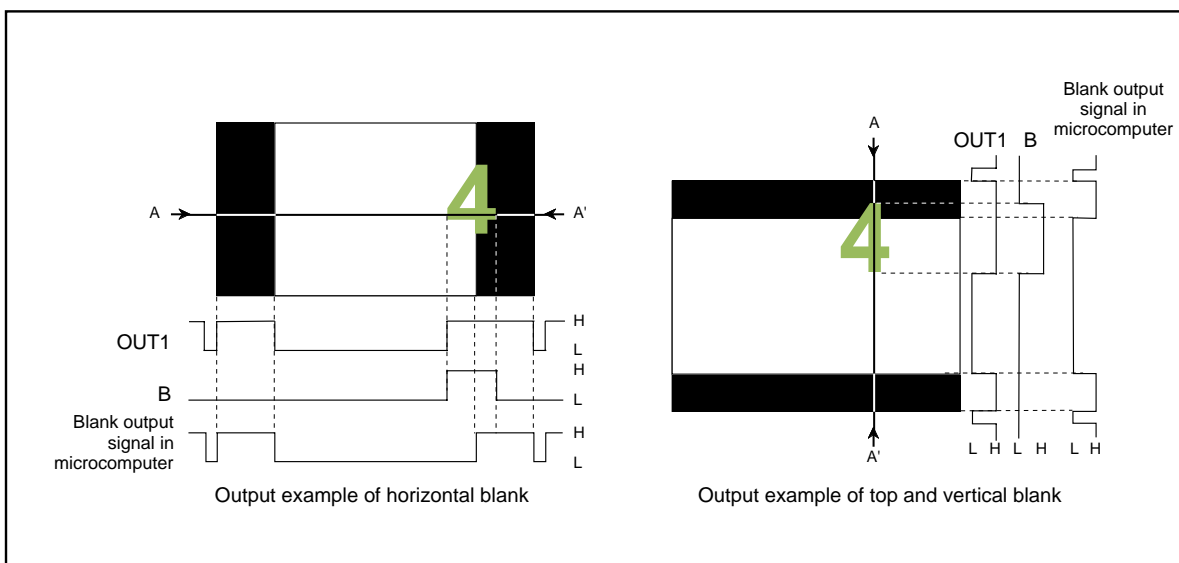 4
A
A'
OUT1
H
L
B
H
L
Blank output
signal in
microcomputer
H
L
Output example of horizontal blank
Blank output
signal in
microcomputer
A
OUT1 B
4
A'
L H L H L H
Output example of top and vertical blank